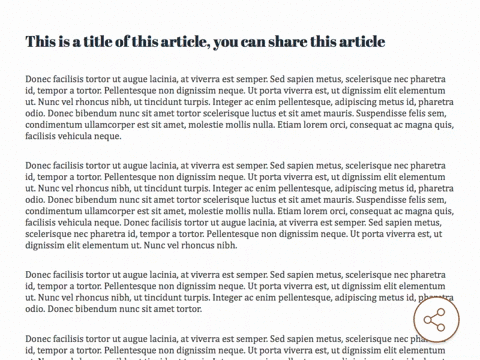 This is a title of this article, you can share this article
Donec facilisis tortor ut augue lacinia, at viverra est semper. Sed sapien metus, scelerisque nec pharetra
id, tempor a tortor. Pellentesque non dignissim neque. Ut porta viverra est, ut dignissim elit elementum
ut. Nunc vel rhoncus nibh, ut tincidunt turpis. Integer ac enim pellentesque, adipiscing metus id, pharetra
odio. Donec bibendum nunc sit amet tortor scelerisque luctus et sit amet mauris. Suspendisse felis sem,
condimentum ullamcorper est sit amet, molestie mollis nulla. Etiam lorem orci, consequat ac magna quis,
facilisis vehicula neque.
Donec facilisis tortor ut augue lacinia, at viverra est semper. Sed sapien metus, scelerisque nec pharetra
id, tempor a tortor. Pellentesque non dignissim neque. Ut porta viverra est, ut dignissim elit elementum
ut. Nunc vel rhoncus nibh, ut tincidunt turpis. Integer ac enim pellentesque, adipiscing metus id, pharetra
odio. Donec bibendum nunc sit amet tortor scelerisque luctus et sit amet mauris. Suspendisse felis sem,
condimentum ullamcorper est sit amet, molestie mollis nulla. Etiam lorem orci, consequat ac magna quis,
facilisis vehicula neque. Donec facilisis tortor ut augue lacinia, at viverra est semper. Sed sapien metus,
scelerisque nec pharetra id, tempor a tortor. Pellentesque non dignissim neque. Ut porta viverra est, ut
dignissim elit elementum ut. Nunc vel rhoncus nibh.
Donec facilisis tortor ut augue lacinia, at viverra est semper. Sed sapien metus, scelerisque nec pharetra
id, tempor a tortor. Pellentesque non dignissim neque. Ut porta viverra est, ut dignissim elit elementum
ut. Nunc vel rhoncus nibh, ut tincidunt turpis. Integer ac enim pellentesque, adipiscing metus id, pharetra
odio. Donec bibendum nunc sit amet tortor.
Donec facilisis tortor ut augue lacinia, at viverra est semper. Sed sapien metus, scelerisque nec
id, tempor a tortor. Pellentesque non dignissim neque. Ut porta viverra est, ut dignissim elit elementum